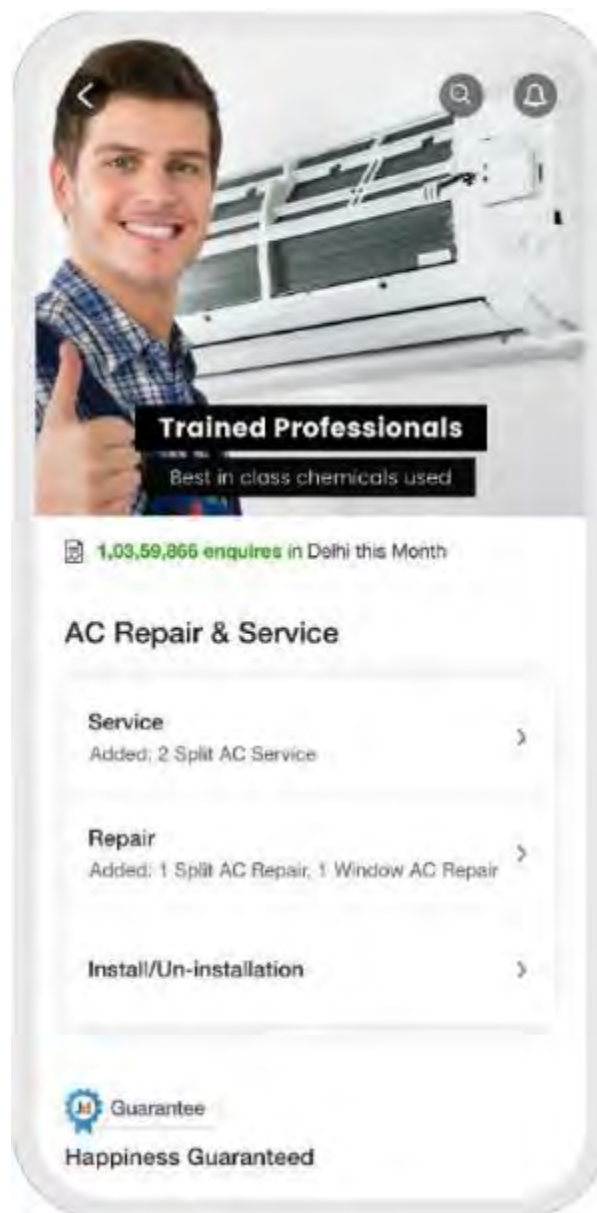 Trained Professionals
Best in class chemicals used
1,03,59,866 enquires in Delhi this Month
AC Repair & Service
Service
Added: 2 Split AC Service
Repair
Added: 1 Split AC Repair, 1 Window AC Repair
Install/Un-installation
Jd Guarantee
Happiness Guaranteed